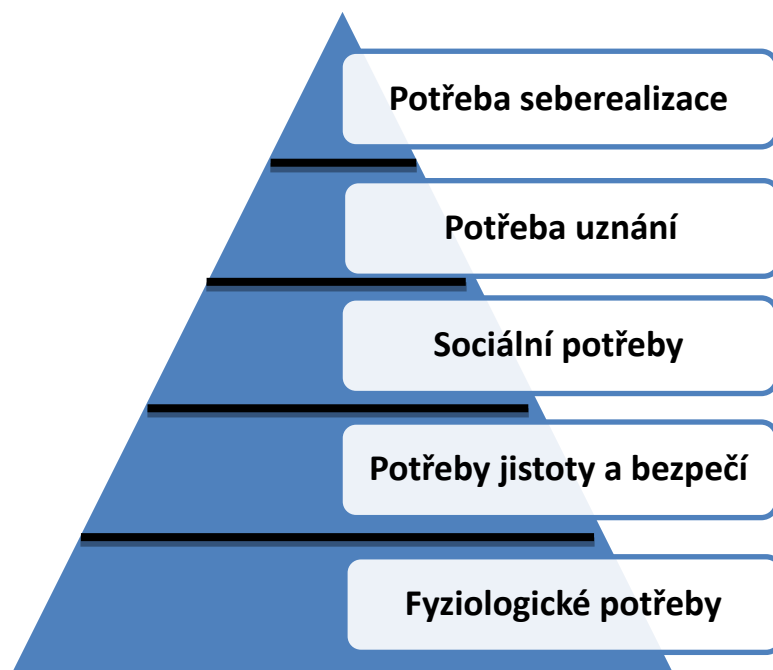 Potřeba seberealizace
Potřeba uznání
Sociální potřeby
Potřeby jistoty a bezpečí
Fyziologické potřeby